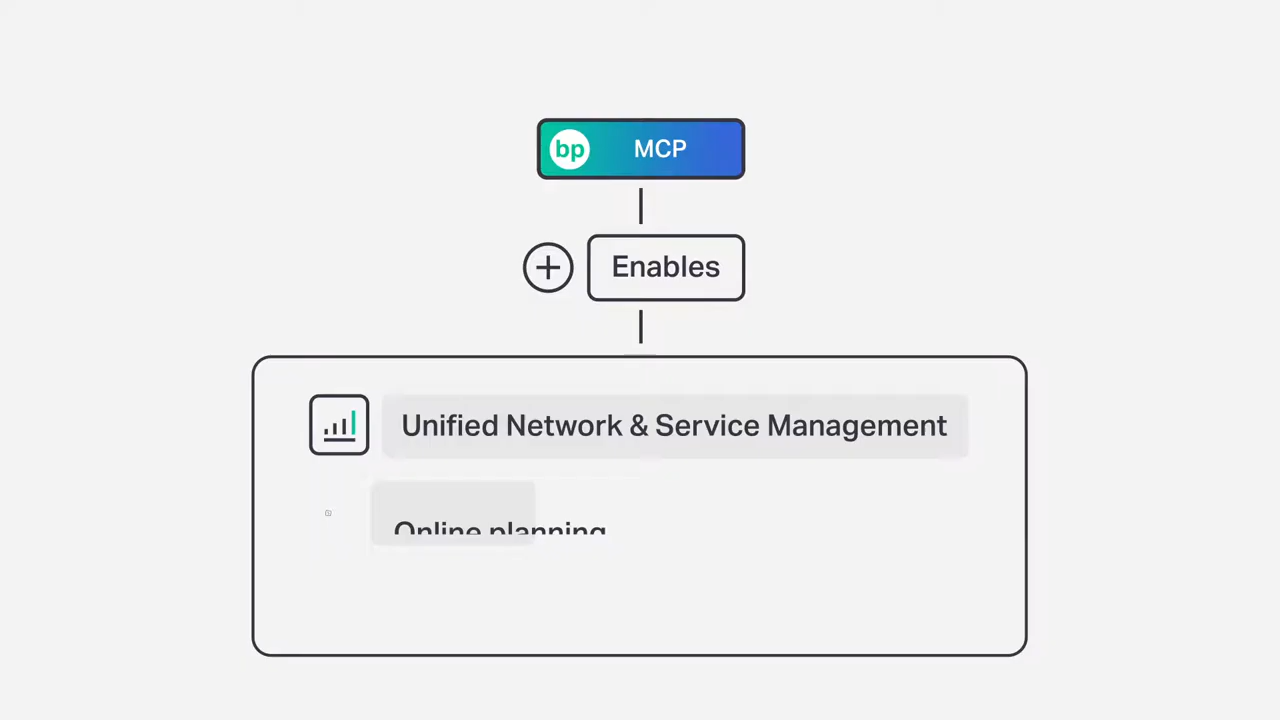 bp MCP
Enables
Unified Network & Service Management
Online planning